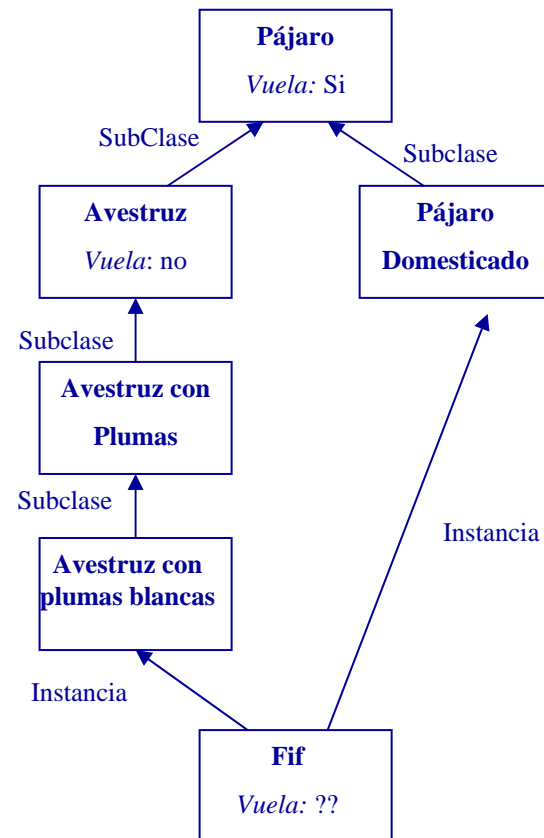 Pájaro
Vuela: Si
SubClase
Subclase
Avestruz
Vuela: no
Pájaro
Domesticado
Subclase
Avestruz con
Plumas
Subclase
Avestruz con
plumas blancas
Instancia
Instancia
Fif
Vuela: ??